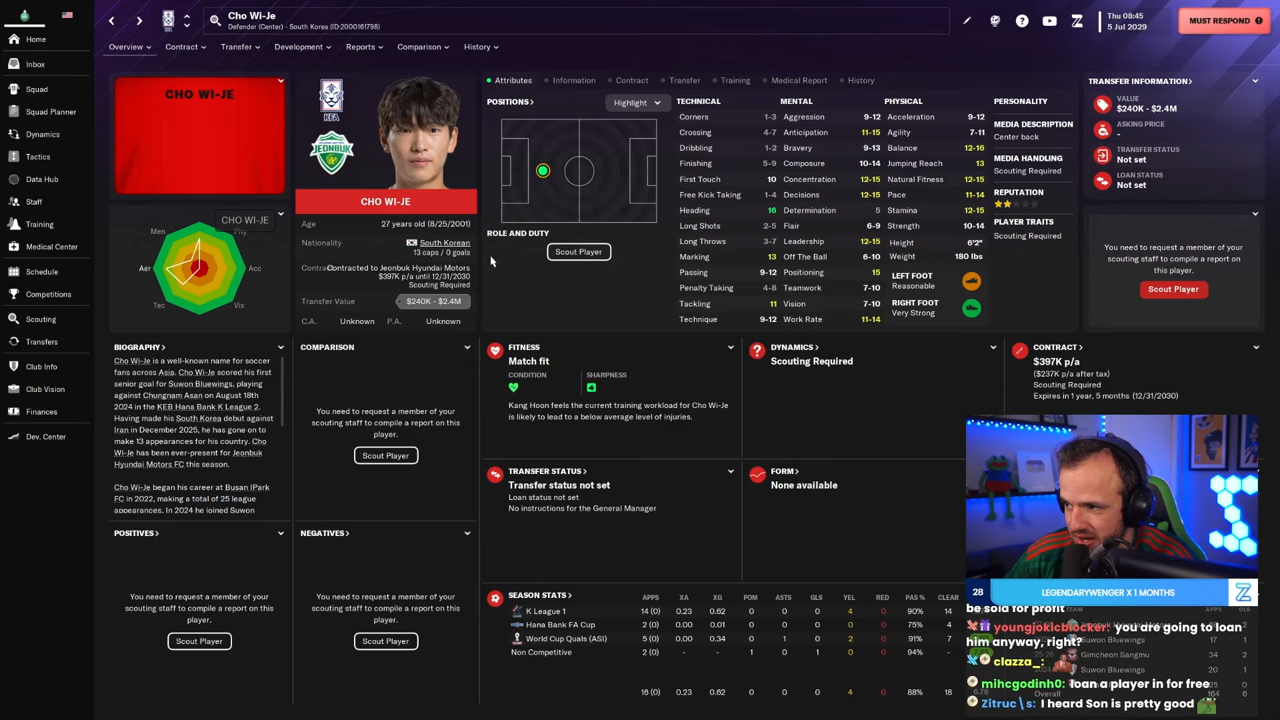 Cho Wi-Je
Defender (Center) - South Korea (ID:2000161798)
Thu 08:45
5 Jul 2029
MUST RESPOND
Home
Inbox
Squad
Squad Planner
Dynamics
Tactics
Data Hub
Staff
Training
Medical Center
Schedule
Competitions
Scouting
Transfers
Club Info
Club Vision
Finances
Dev. Center
Overview
Contract
Transfer
Development
Reports
Comparison
History
CHO WI-JE
CHO WI-JE
Men
Aer
Acc
Tec
Vis
KFA
JEONBUK
CHO WI-JE
Age
27 years old (8/25/2001)
Nationality
South Korean
13 caps / 0 goals
Contracted to Jeonbuk Hyundai Motors
$397K p/a until 12/31/2030
Scouting Required
Transfer Value
$240K - $2.4M
C.A. Unknown P.A. Unknown
Attributes
Information
Contract
Transfer
Training
Medical Report
History
POSITIONS
Highlight
ROLE AND DUTY
Scout Player
TECHNICAL
Corners 1-3
Crossing 4-7
Dribbling 1-2
Finishing 5-9
First Touch 10
Free Kick Taking 1-4
Heading 16
Long Shots 2-5
Long Throws 3-7
Marking 13
Passing 9-12
Penalty Taking 4-8
Tackling 11
Technique 9-12
MENTAL
Aggression 9-12
Anticipation 11-15
Bravery 9-13
Composure 10-14
Concentration 12-15
Decisions 12-15
Determination 5
Flair 6-9
Leadership 12-15
Off The Ball 6-10
Positioning 15
Teamwork 7-10
Vision 7-10
Work Rate 11-14
PHYSICAL
Acceleration 9-12
Agility 7-11
Balance 12-16
Jumping Reach 13
Natural Fitness 12-15
Pace 11-14
Stamina 12-15
Strength 10-14
Height 6'2"
Weight 180 lbs
LEFT FOOT
Reasonable
RIGHT FOOT
Very Strong
PERSONALITY
MEDIA DESCRIPTION
Center back
MEDIA HANDLING
Scouting Required
REPUTATION
PLAYER TRAITS
Scouting Required
TRANSFER INFORMATION
VALUE
$240K - $2.4M
ASKING PRICE
-
TRANSFER STATUS
Not set
LOAN STATUS
Not set
You need to request a member of your scouting staff to compile a report on this player.
Scout Player
BIOGRAPHY
Cho Wi-Je is a well-known name for soccer
fans across Asia. Cho Wi-Je scored his first
senior goal for Suwon Bluewings, playing
against Chungnam Asan on August 18th
2024 in the KEB Hana Bank K League 2.
Having made his South Korea debut against
Iran in December 2025, he has gone on to
make 13 appearances for his country. Cho
Wi-Je has been ever-present for Jeonbuk
Hyundai Motors FC this season.
Cho Wi-Je began his career at Busan IPark
FC in 2022, making a total of 25 league
appearances. In 2024 he joined Suwon
COMPARISON
You need to request a member of your
scouting staff to compile a report on this
player.
Scout Player
POSITIVES
You need to request a member of your
scouting staff to compile a report on this
player.
Scout Player
NEGATIVES
You need to request a member of your
scouting staff to compile a report on this
player.
Scout Player
FITNESS
Match fit
CONDITION
SHARPNESS
Kang Hoon feels the current training workload for Cho Wi-Je
is likely to lead to a below average level of injuries.
DYNAMICS
Scouting Required
CONTRACT
$397K p/a
($237K p/a after tax)
Scouting Required
Expires in 1 year, 5 months (12/31/2030)
TRANSFER STATUS
Transfer status not set
Loan status not set
No instructions for the General Manager
FORM
None available
SEASON STATS APPS XA XG POM ASTS GLS YEL RED PAS % CLEAR
K League 1 14 (0) 0.23 0.62 0 0 0 4 0 90% 14
Hana Bank FA Cup 2 (0) 0.00 0.01 0 0 0 0 0 75% 4
World Cup Quals (ASI) 5 (0) 0.00 0.34 0 1 0 2 0 91% 7
Non Competitive 2 (0) - - 1 0 1 0 0 94% -
16 (0) 0.23 0.62 0 0 0 4 0 88% 18
28
LEGENDARYWENGER X 1 MONTHS
be sold for profit
youngjolicblocker: you are going to loan
him anyway, right?
clazza_:
mihcgodinh0: loan a player in for free
Zitruc\s: I heard Son is pretty good
Suwon Bluewings
Gimcheon Sangmu
Suwon Bluewings
Overall